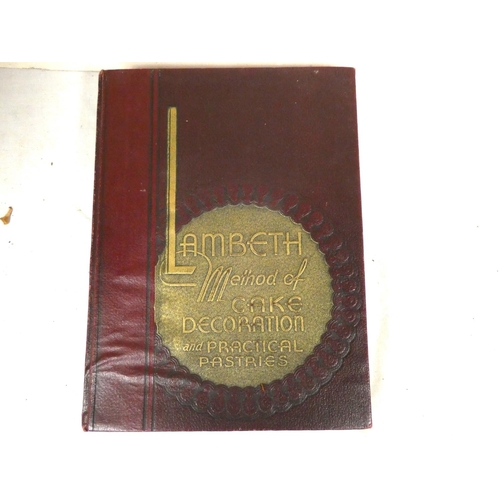 LAMBETH
Method of
CAKE
DECORATION
and PRACTICAL
PASTRIES